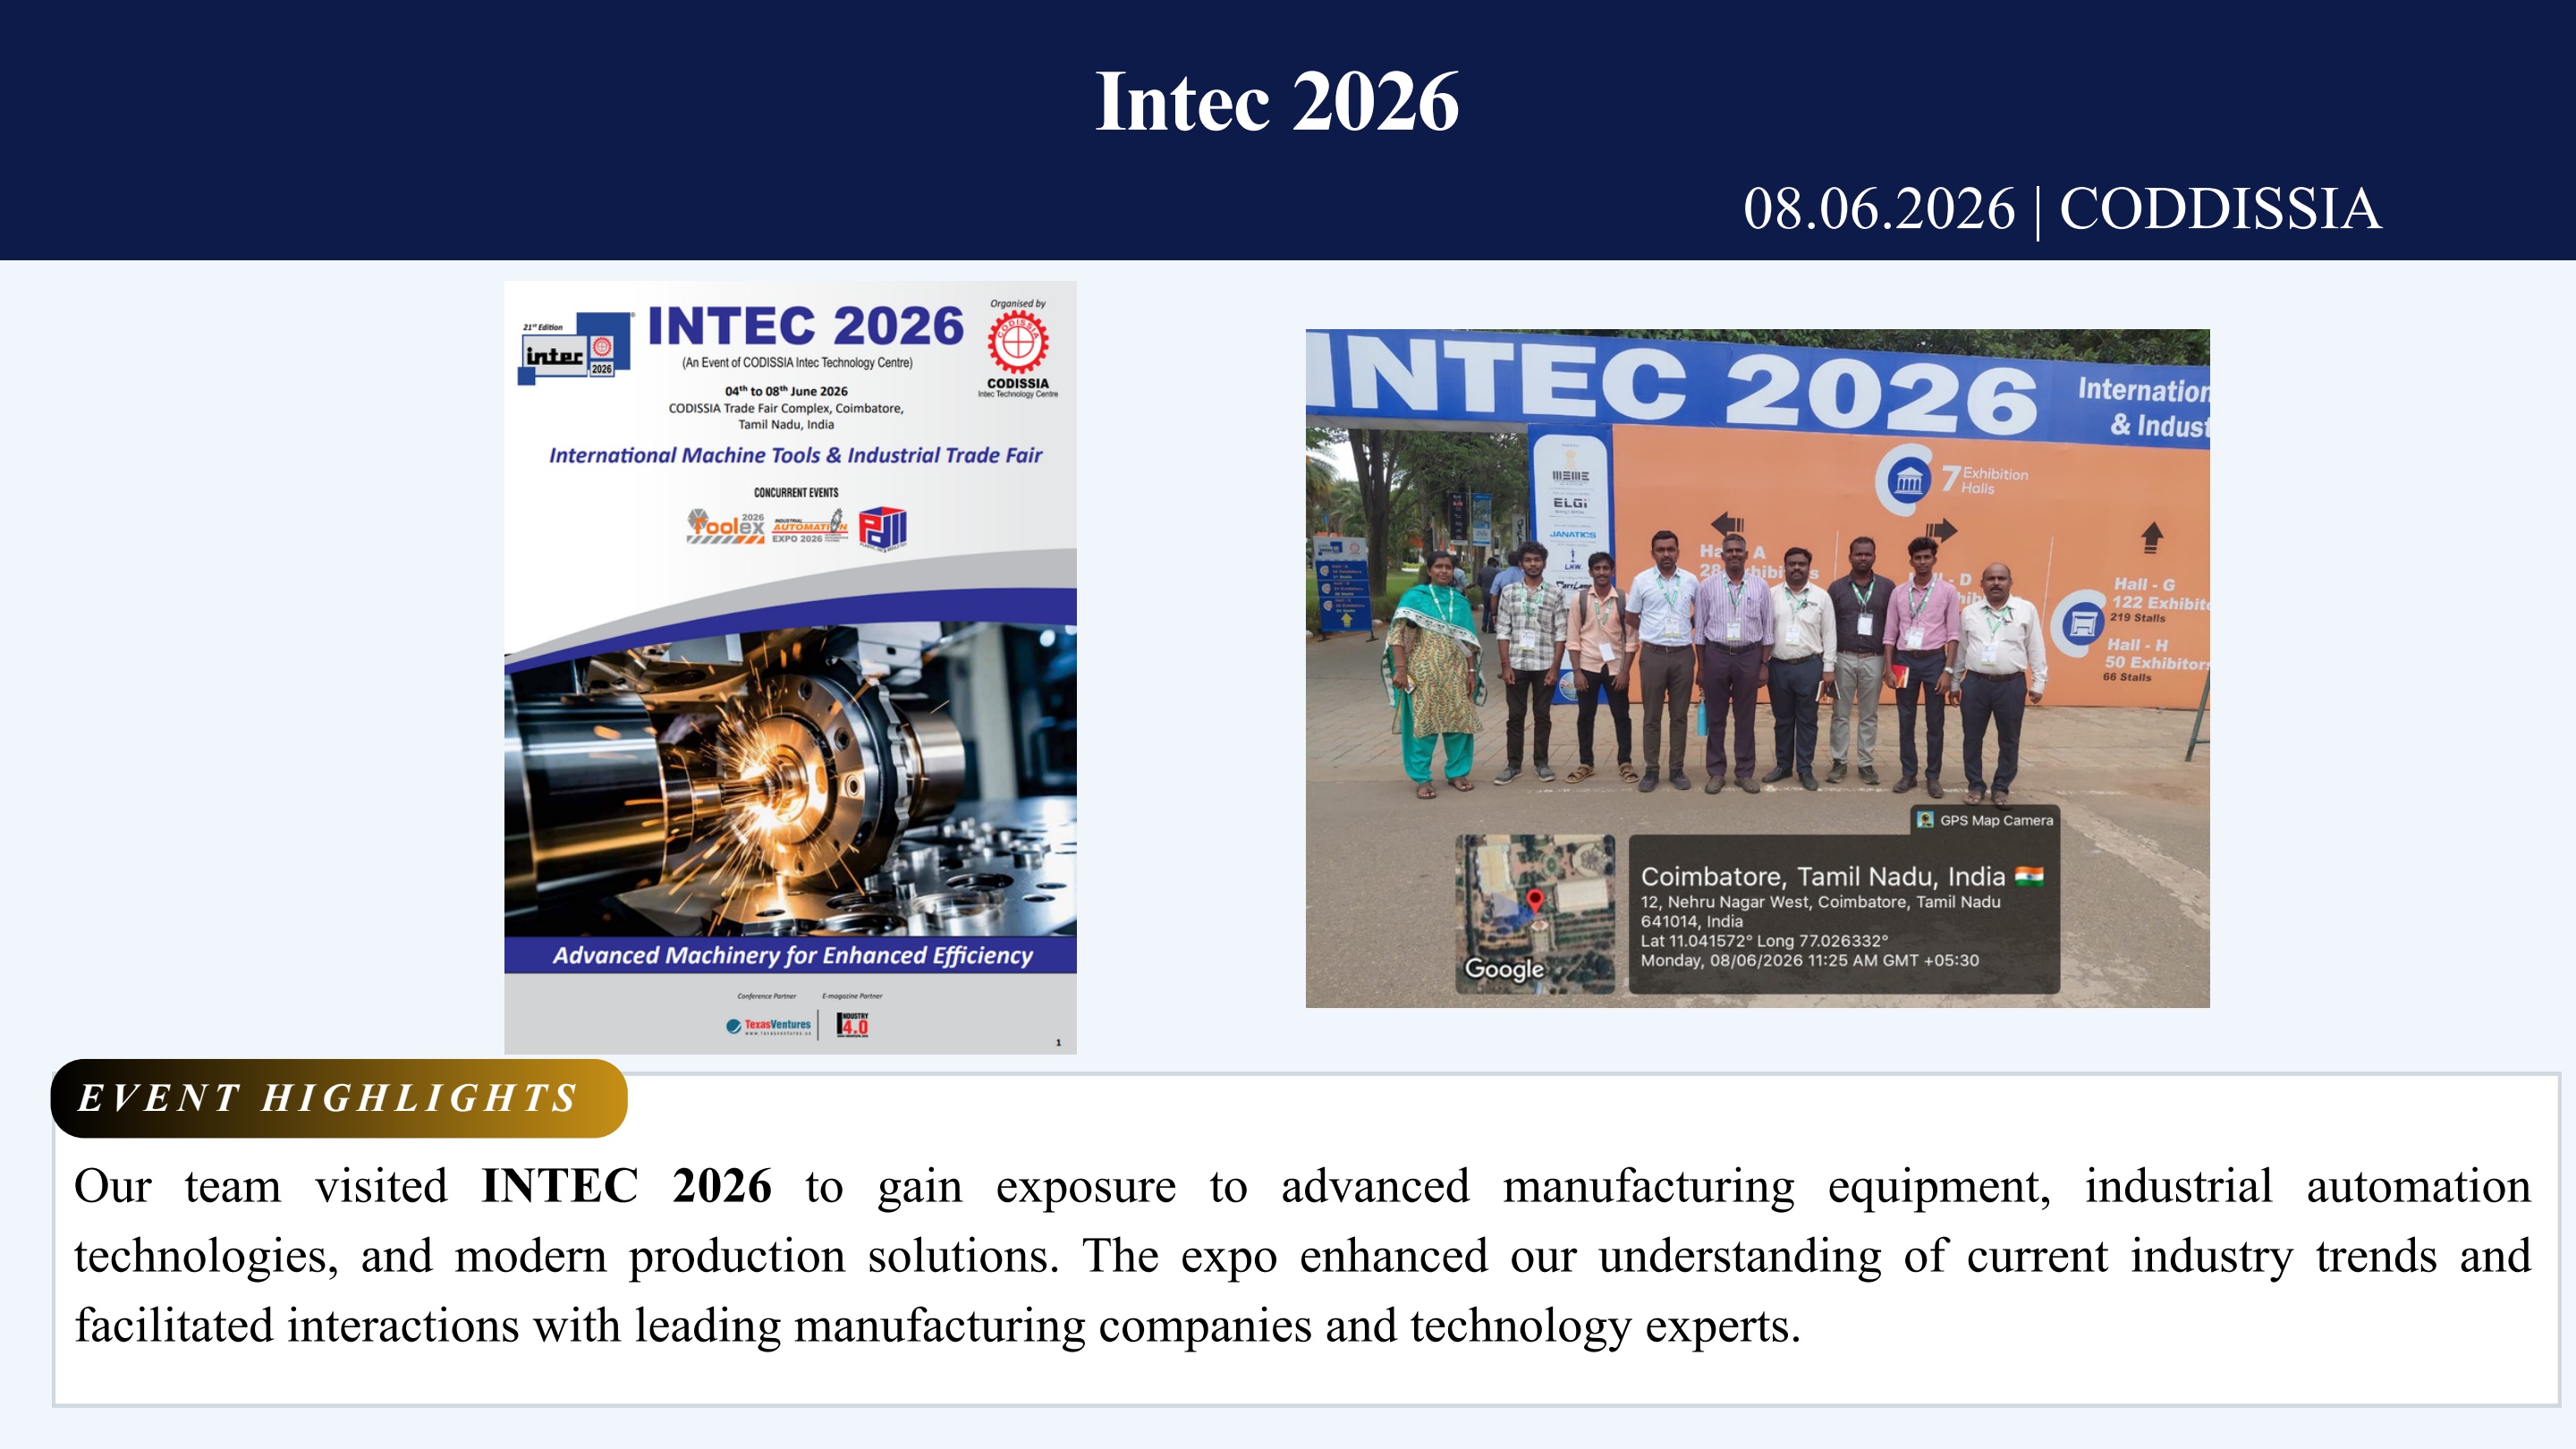 Intec 2026
08.06.2026 | CODDISSIA
21st Edition
intec
2026
INTEC 2026
(An Event of CODISSIA Intec Technology Centre)
04th to 08th June 2026
CODISSIA Trade Fair Complex, Coimbatore,
Tamil Nadu, India
Organised by
CODISSIA
CODISSIA
Intec Technology Centre
International Machine Tools & Industrial Trade Fair
CONCURRENT EVENTS
Toolex 2026
INDUSTRIAL
AUTOMATION
EXPO 2026
Advanced Machinery for Enhanced Efficiency
Conference Partner
E-magazine Partner
TexasVentures
INDUSTRY
4.0
1
INTEC 2026
Internation
& Indust
7 Exhibition
Halls
MSME
ELGi
JANATICS
LMW
Hall - G
122 Exhibit
219 Stalls
Hall - H
50 Exhibitors
66 Stalls
GPS Map Camera
Google
Coimbatore, Tamil Nadu, India
12, Nehru Nagar West, Coimbatore, Tamil Nadu
641014, India
Lat 11.041572° Long 77.026332°
Monday, 08/06/2026 11:25 AM GMT +05:30
EVENT HIGHLIGHTS
Our team visited INTEC 2026 to gain exposure to advanced manufacturing equipment, industrial automation
technologies, and modern production solutions. The expo enhanced our understanding of current industry trends and
facilitated interactions with leading manufacturing companies and technology experts.